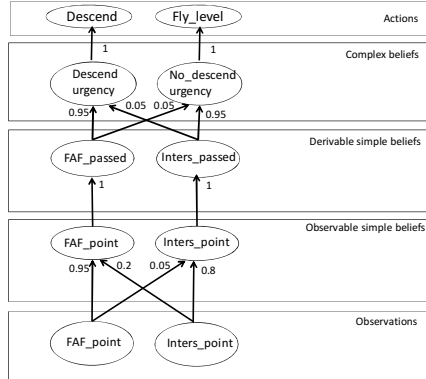 Descend
Fly_level
Actions
1
1
Complex beliefs
Descend
urgency
No_descend
urgency
0.95
0.05
0.05
0.95
Derivable simple beliefs
FAF_passed
Inters_passed
1
1
Observable simple beliefs
FAF_point
Inters_point
0.95
0.2
0.05
0.8
Observations
FAF_point
Inters_point